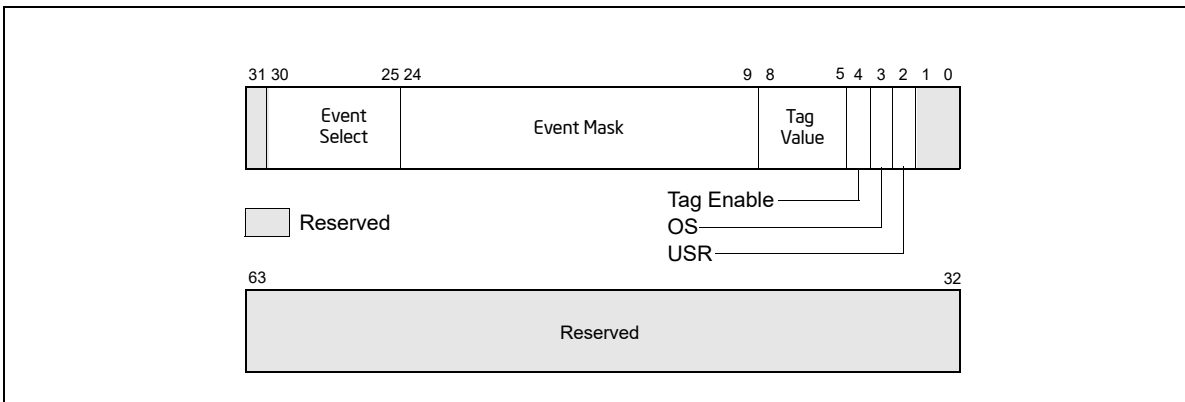 31 30 25 24 9 8 5 4 3 2 1 0
Event
Select
Event Mask
Tag
Value
Tag Enable
OS
USR
Reserved
63 32
Reserved